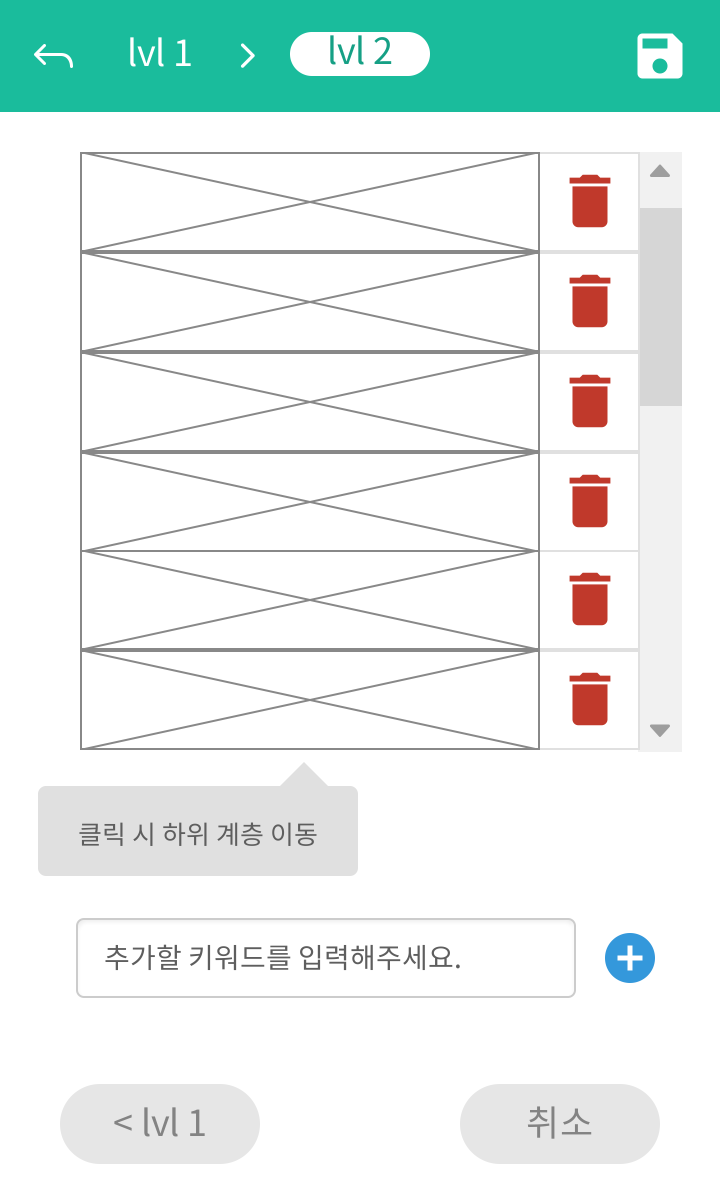 lvl 1
lvl 2
클릭 시 하위 계층 이동
추가할 키워드를 입력해주세요.
< lvl 1
취소